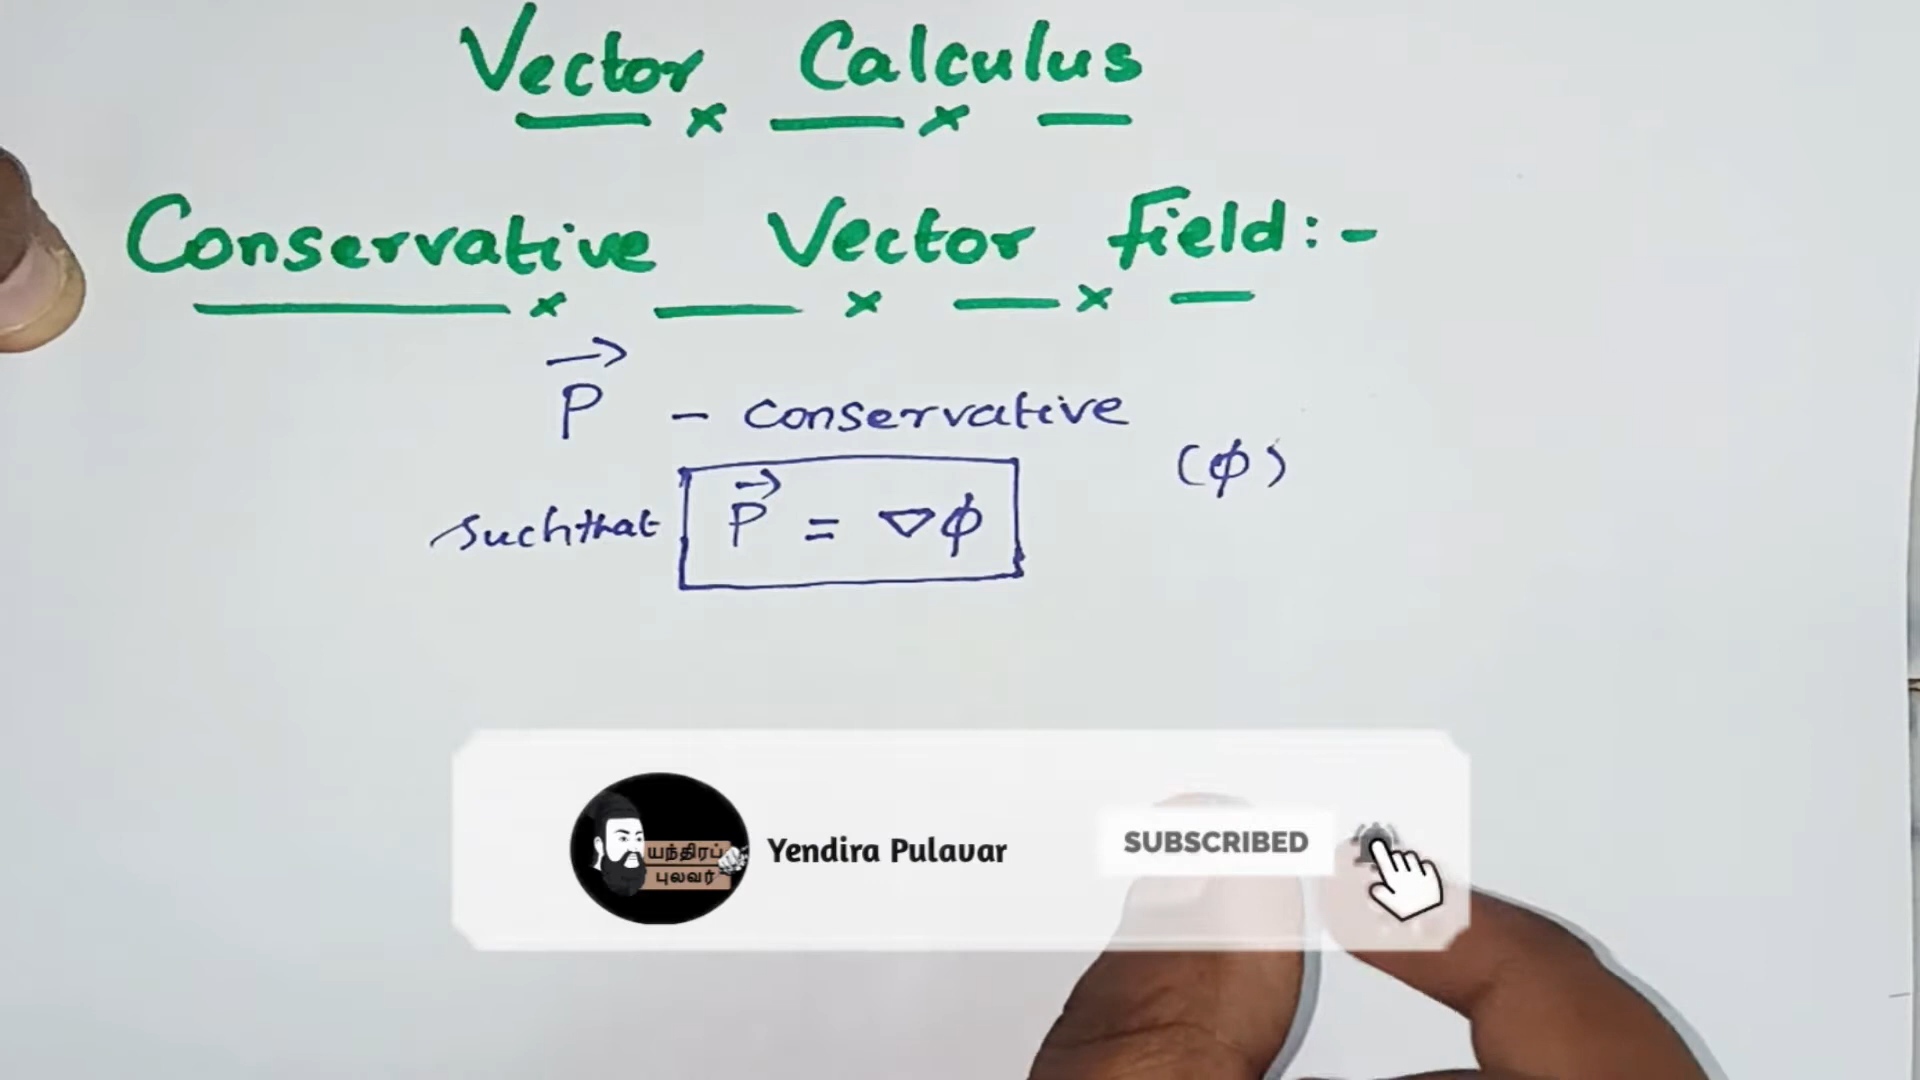 Vector Calculus
Conservative Vector field:-
P⃗ - conservative
(ϕ)
suchthat P⃗ = ∇ϕ
யந்திரப்
புலவர்
Yendira Pulavar
SUBSCRIBED